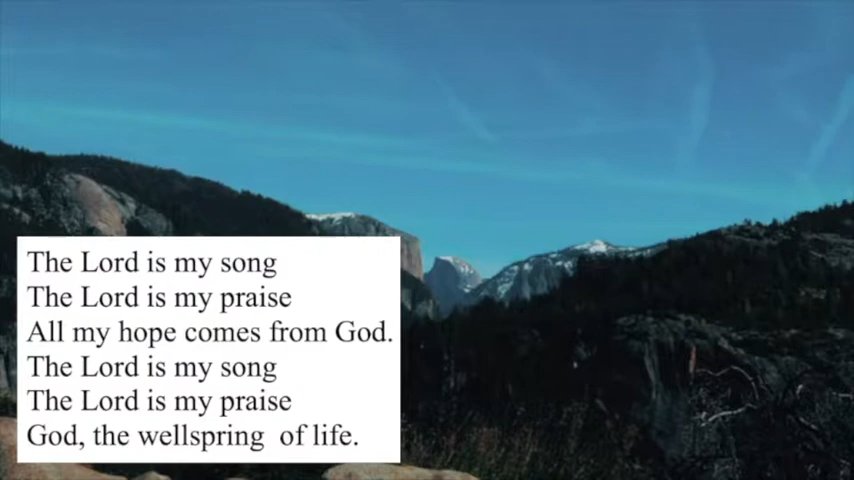 The Lord is my song
The Lord is my praise
All my hope comes from God.
The Lord is my song
The Lord is my praise
God, the wellspring  of life.